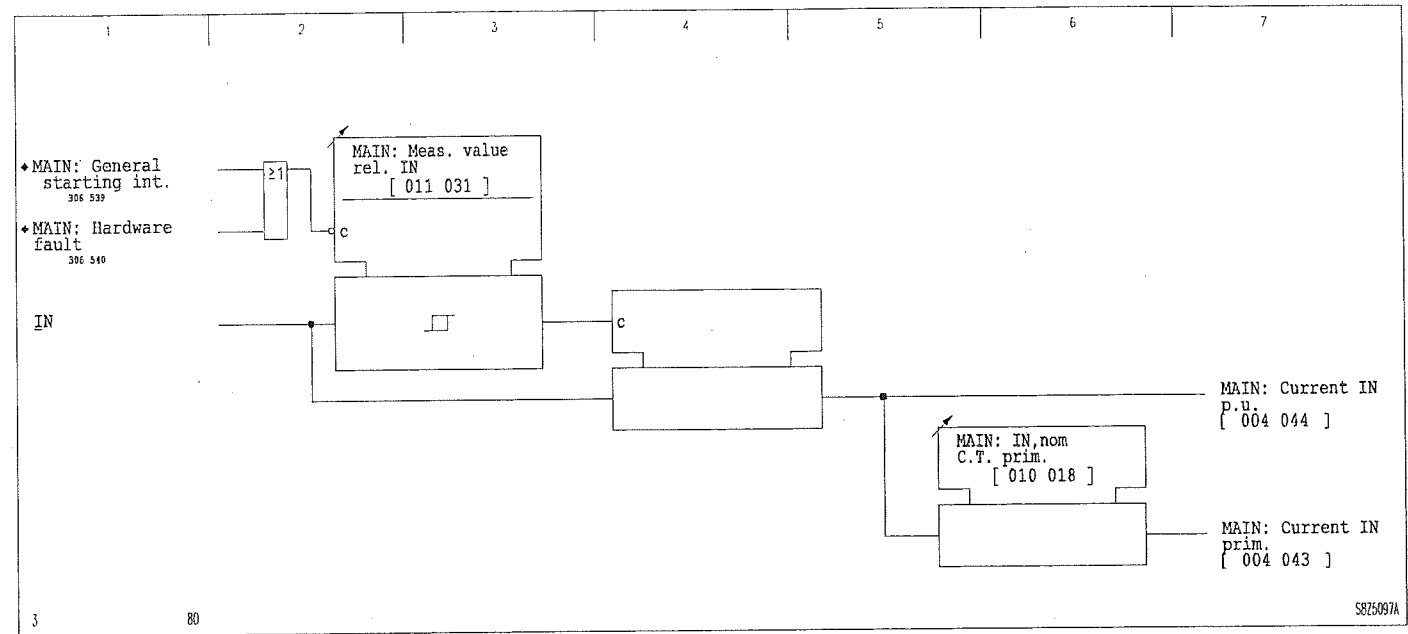 1 2 3 4 5 6 7
◆MAIN: General
starting int.
306 539
≥1
◆MAIN: Hardware
fault
306 540
MAIN: Meas. value
rel. IN
[ 011 031 ]
c
IN
c
MAIN: Current IN
p.u.
[ 004 044 ]
MAIN: IN,nom
C.T. prim.
[ 010 018 ]
MAIN: Current IN
prim.
[ 004 043 ]
3 80
S8Z5097A